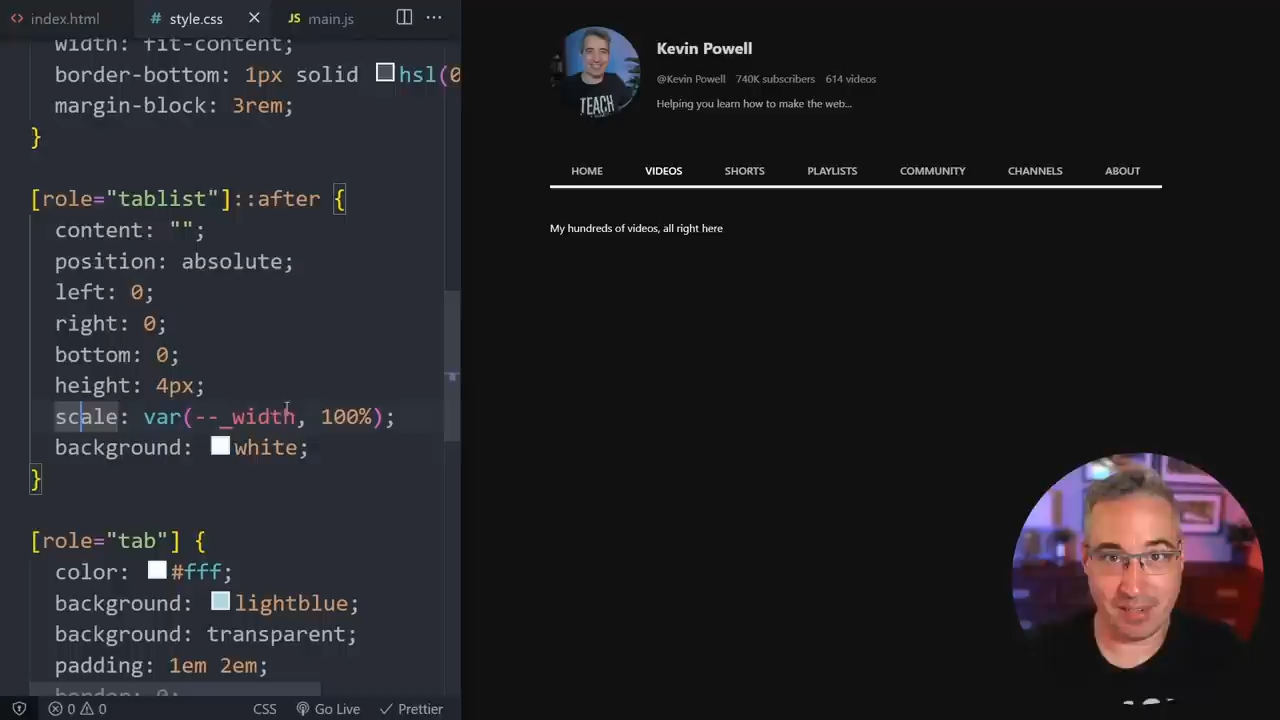 index.html
style.css
main.js
width: fit-content;
border-bottom: 1px solid hsl(0
margin-block: 3rem;
}
[role="tablist"]::after {
content: "";
position: absolute;
left: 0;
right: 0;
bottom: 0;
height: 4px;
scale: var(--_width, 100%);
background: white;
}
[role="tab"] {
color: #fff;
background: lightblue;
background: transparent;
padding: 1em 2em;
border: 0;
0 0 CSS Go Live Prettier
Kevin Powell
@Kevin Powell 740K subscribers 614 videos
Helping you learn how to make the web...
TEACH
HOME VIDEOS SHORTS PLAYLISTS COMMUNITY CHANNELS ABOUT
My hundreds of videos, all right here